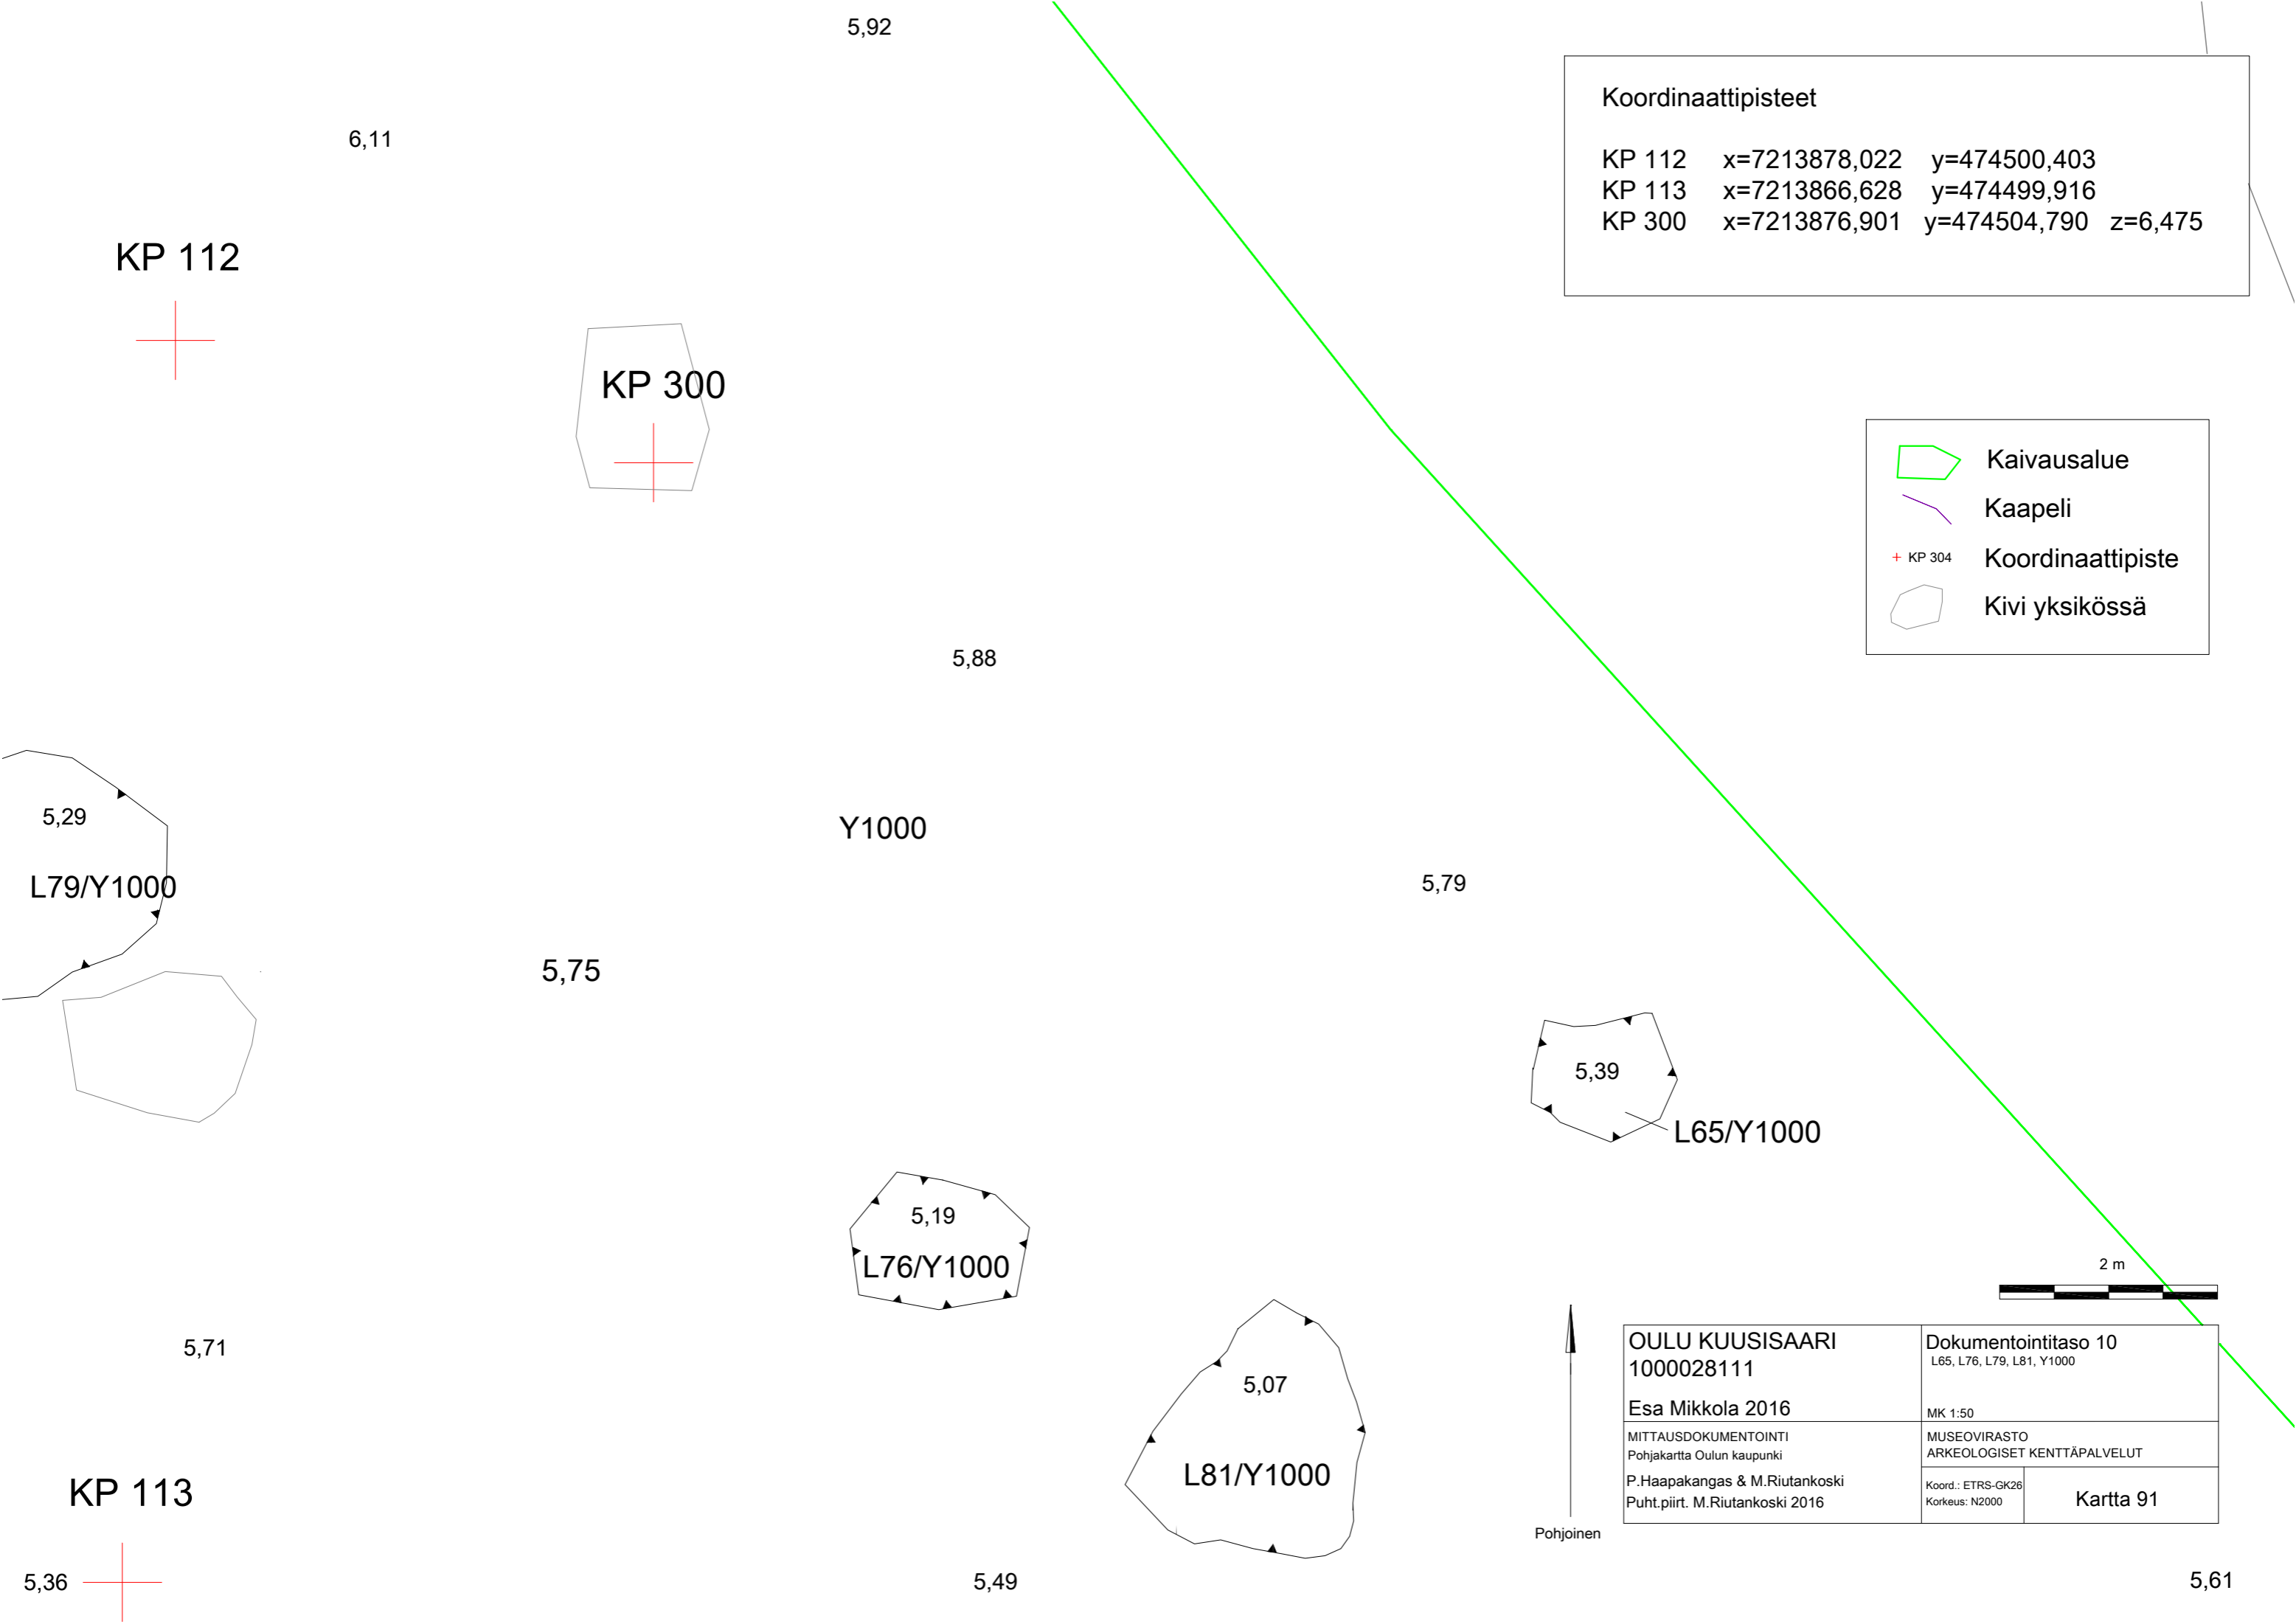 5,92
6,11
Koordinaattipisteet
KP 112 x=7213878,022 y=474500,403
KP 113 x=7213866,628 y=474499,916
KP 300 x=7213876,901 y=474504,790 z=6,475
KP 112
KP 300
Kaivausalue
Kaapeli
KP 304 Koordinaattipiste
Kivi yksikössä
5,88
5,29
Y1000
L79/Y1000
5,79
5,75
5,39
L65/Y1000
5,19
L76/Y1000
2 m
5,71
5,07
L81/Y1000
KP 113
OULU KUUSISAARI
1000028111
Esa Mikkola 2016
Dokumentointitaso 10
L65, L76, L79, L81, Y1000
MK 1:50
MITTAUSDOKUMENTOINTI
Pohjakartta Oulun kaupunki
P.Haapakangas & M.Riutankoski
Puht.piirt. M.Riutankoski 2016
MUSEOVIRASTO
ARKEOLOGISET KENTTÄPALVELUT
Koord.: ETRS-GK26
Korkeus: N2000
Kartta 91
Pohjoinen
5,36
5,49
5,61